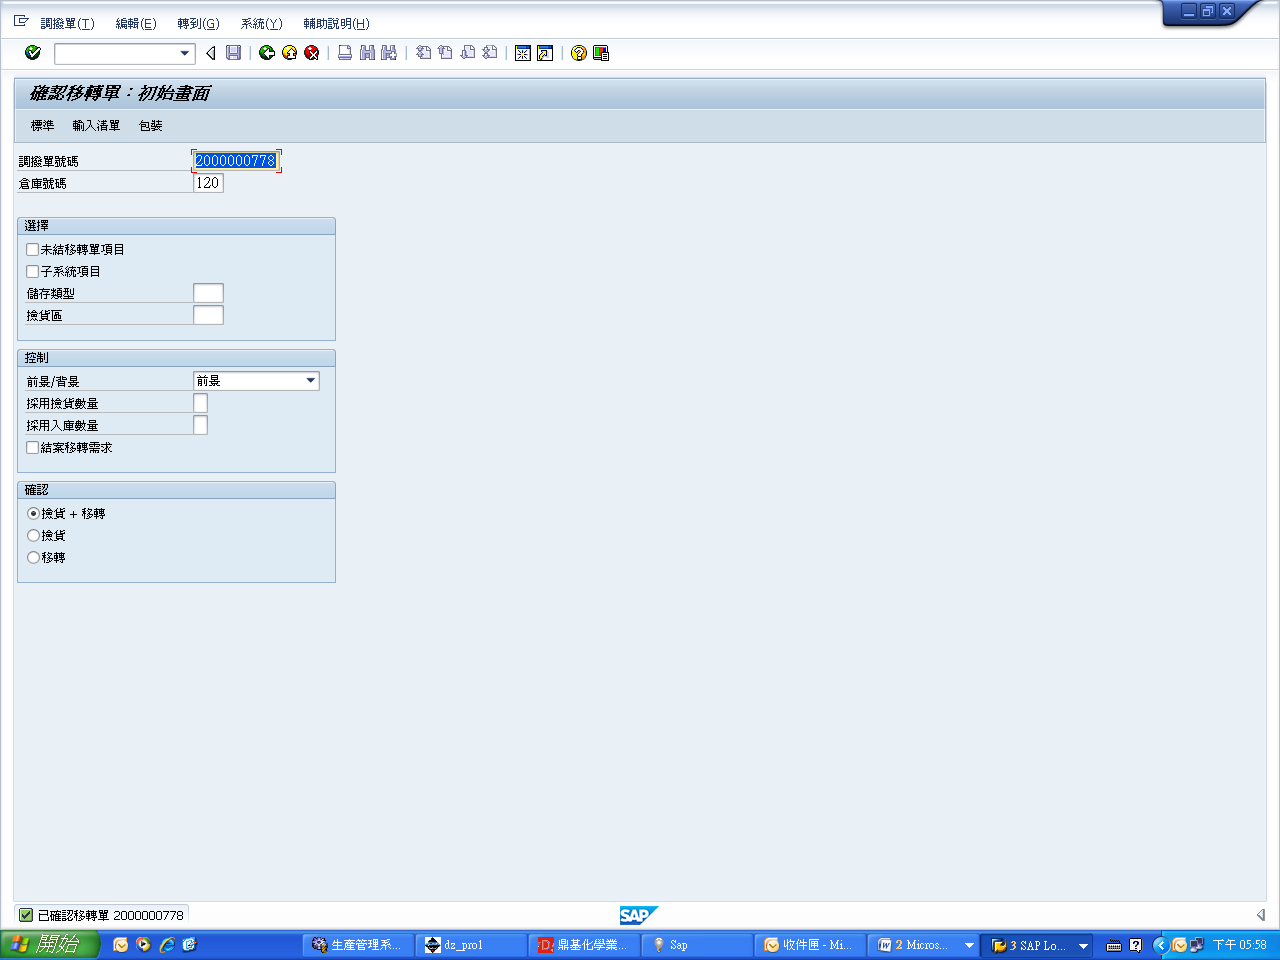 調撥單(T) 編輯(E) 轉到(G) 系統(Y) 輔助說明(H)
確認移轉單：初始畫面
標準 輸入清單 包裝
調撥單號碼 2000000778
倉庫號碼 120
選擇
未結移轉單項目
子系統項目
儲存類型
撿貨區
控制
前景/背景 前景
採用撿貨數量
採用入庫數量
結案移轉需求
確認
撿貨 + 移轉
撿貨
移轉
已確認移轉單 2000000778
SAP
開始 生產管理系... dz_pro1 鼎基化學業... Sap 收件匣 - Mi... 2 Micros... 3 SAP Lo... 下午 05:58